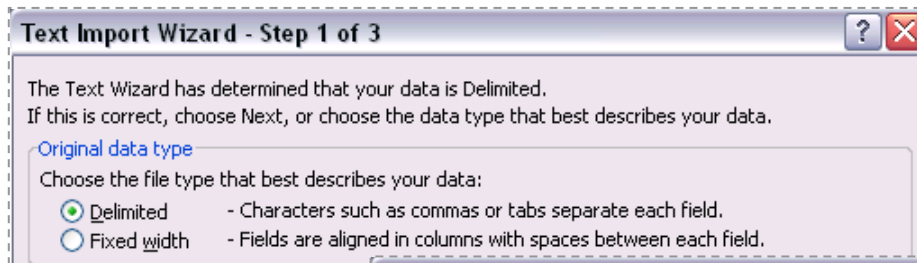 Text Import Wizard - Step 1 of 3
The Text Wizard has determined that your data is Delimited.
If this is correct, choose Next, or choose the data type that best describes your data.
Original data type
Choose the file type that best describes your data:
Delimited - Characters such as commas or tabs separate each field.
Fixed width - Fields are aligned in columns with spaces between each field.